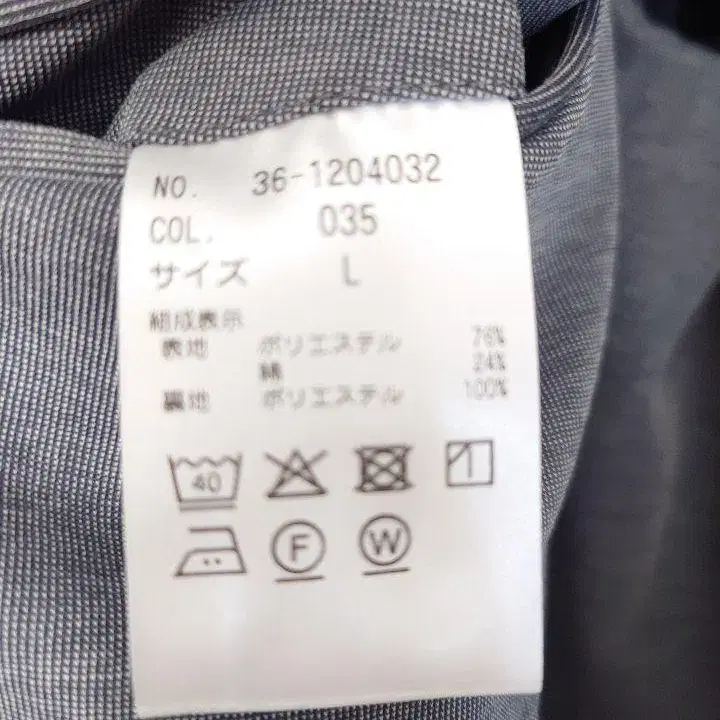 NO. 36-1204032
COL. 035
サイズ L
組成表示
表地 ポリエステル 76%
綿 24%
裏地 ポリエステル 100%
40
F W